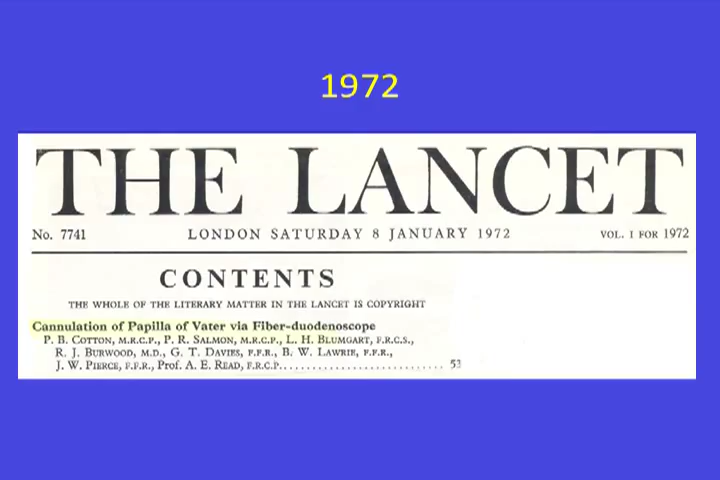 1972
THE LANCET
No. 7741 LONDON SATURDAY 8 JANUARY 1972 VOL. I FOR 1972
CONTENTS
THE WHOLE OF THE LITERARY MATTER IN THE LANCET IS COPYRIGHT
Cannulation of Papilla of Vater via Fiber-duodenoscope
P. B. COTTON, M.R.C.P., P. R. SALMON, M.R.C.P., L. H. BLUMGART, F.R.C.S.,
R. J. BURWOOD, M.D., G. T. DAVIES, F.F.R., B. W. LAWRIE, F.F.R.,
J. W. PIERCE, F.F.R., Prof. A. E. READ, F.R.C.P............................ 53